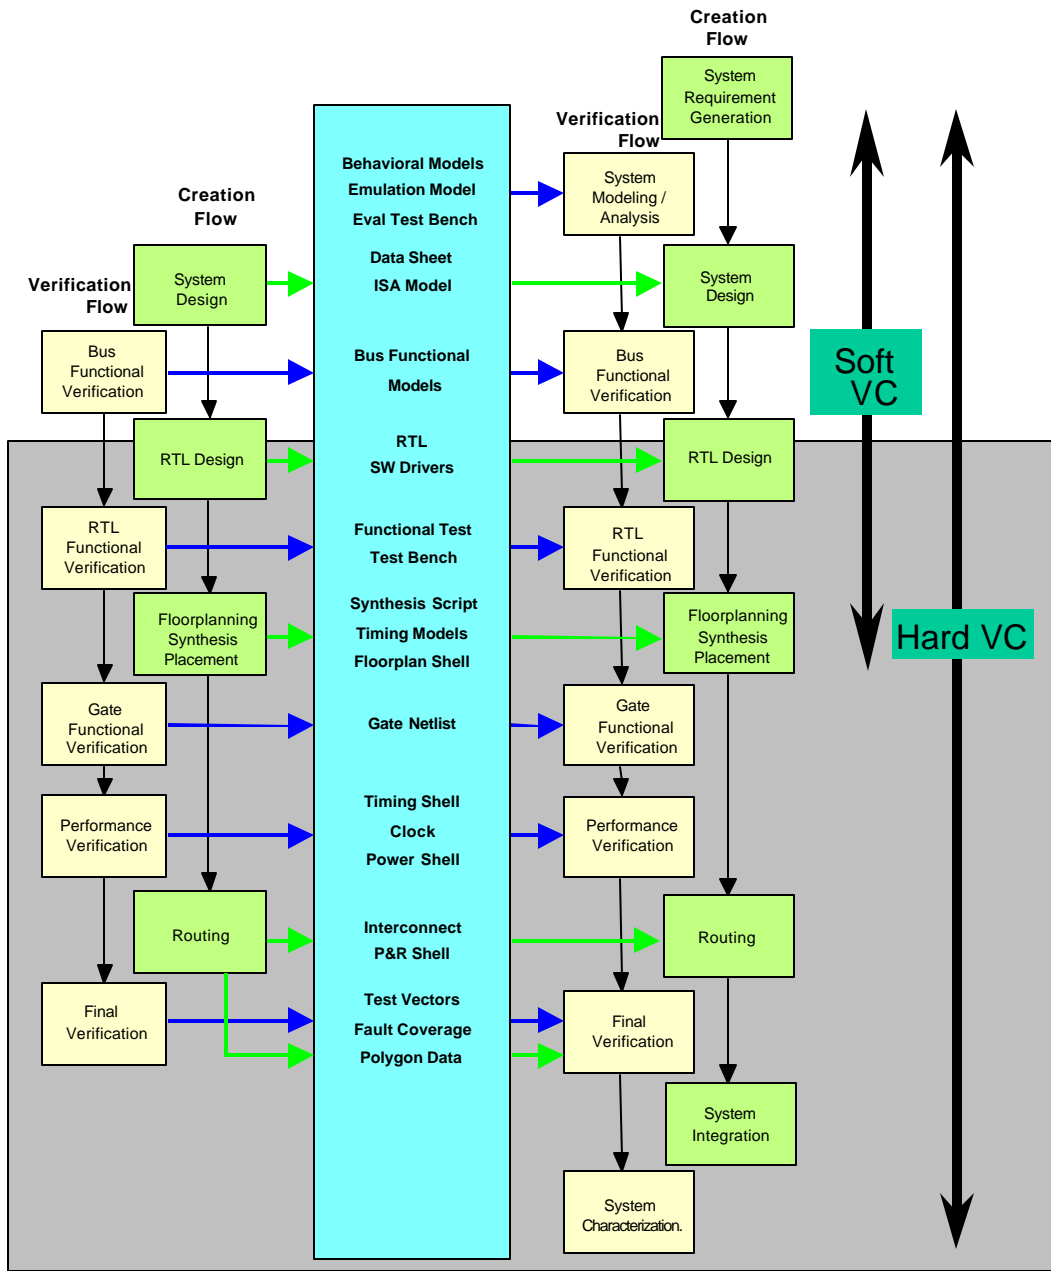 Creation
Flow
System
Requirement
Generation
Verification
Flow
Behavioral Models
Emulation Model
Eval Test Bench
System
Modeling /
Analysis
Creation
Flow
Data Sheet
ISA Model
System
Design
System
Design
Verification
Flow
Bus
Functional
Verification
Bus Functional
Models
Bus
Functional
Verification
Soft
VC
RTL Design
RTL
SW Drivers
RTL Design
RTL
Functional
Verification
Functional Test
Test Bench
RTL
Functional
Verification
Floorplanning
Synthesis
Placement
Synthesis Script
Timing Models
Floorplan Shell
Floorplanning
Synthesis
Placement
Hard VC
Gate
Functional
Verification
Gate Netlist
Gate
Functional
Verification
Performance
Verification
Timing Shell
Clock
Power Shell
Performance
Verification
Routing
Interconnect
P&R Shell
Routing
Final
Verification
Test Vectors
Fault Coverage
Polygon Data
Final
Verification
System
Integration
System
Characterization.